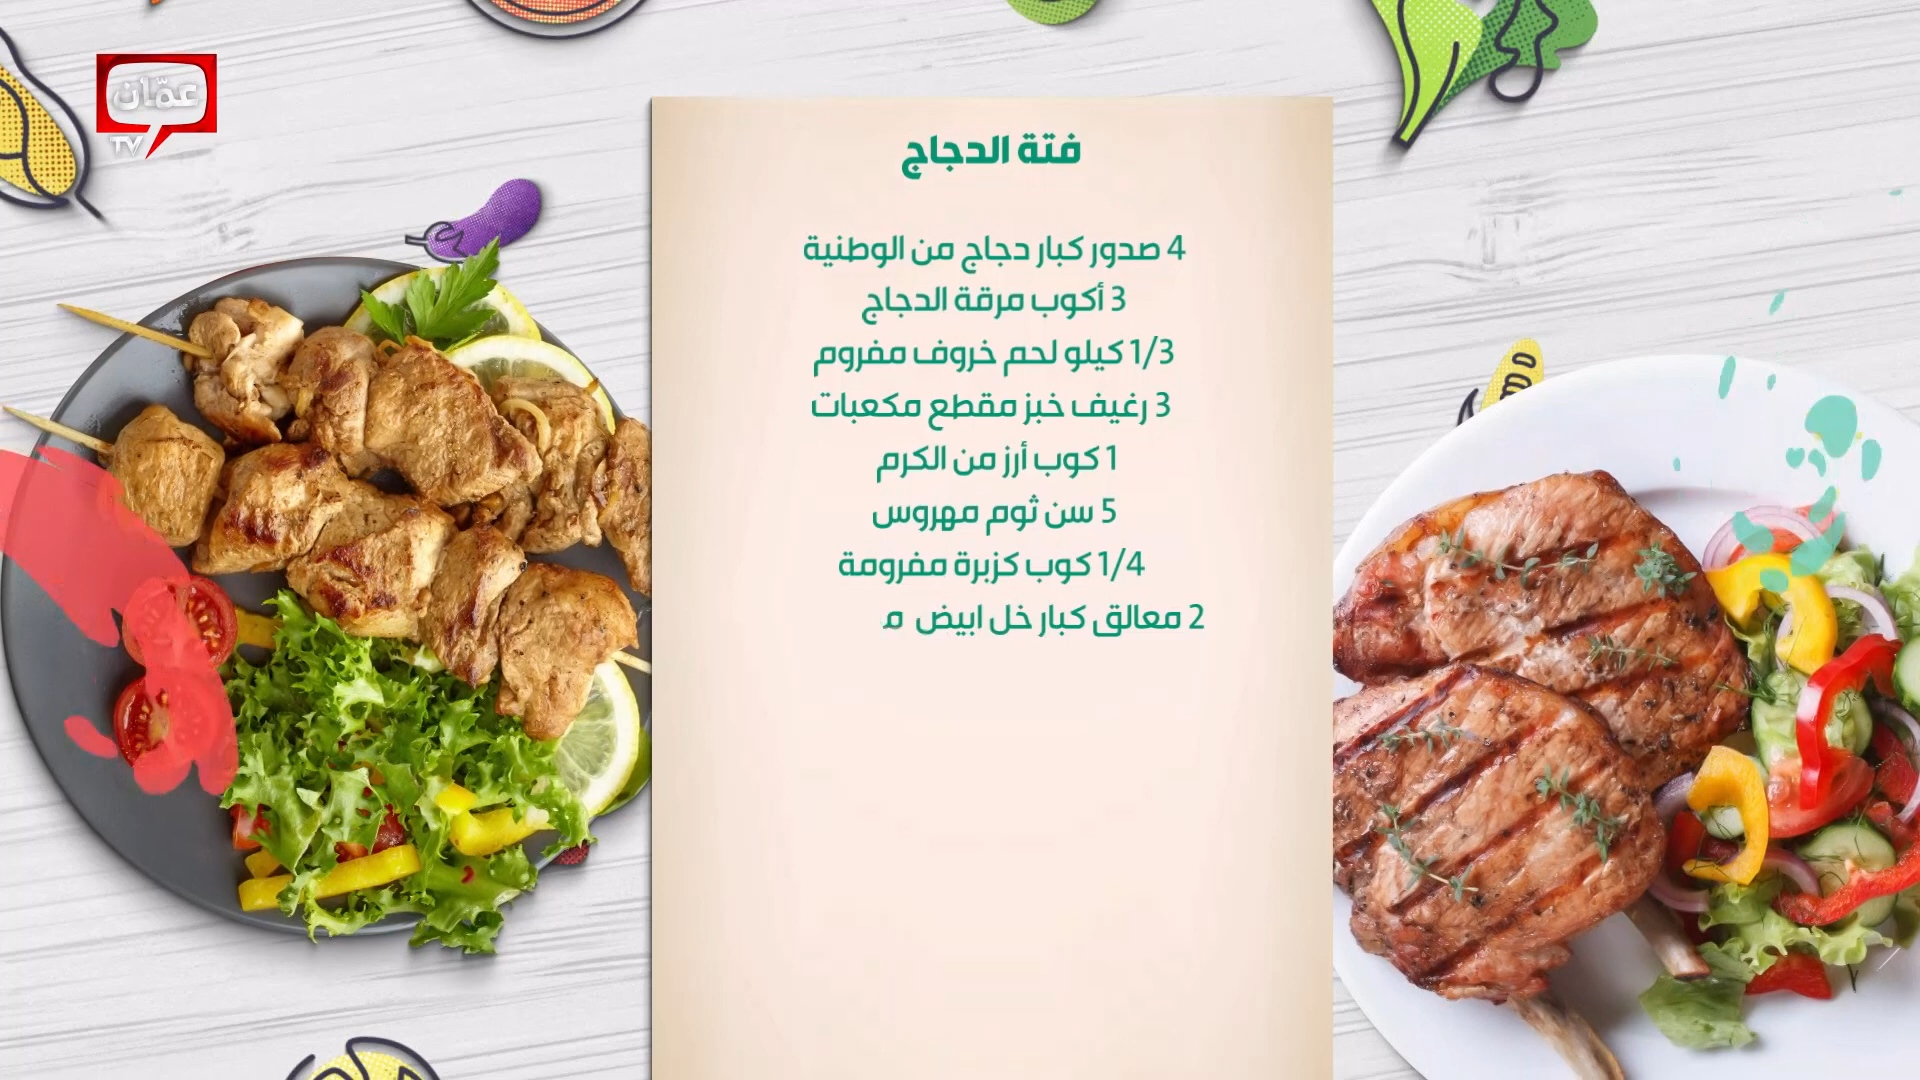 عمّان
TV
فتة الدجاج
4 صدور كبار دجاج من الوطنية
3 أكوب مرقة الدجاج
1/3 كيلو لحم خروف مفروم
3 رغيف خبز مقطع مكعبات
1 كوب أرز من الكرم
5 سن ثوم مهروس
1/4 كوب كزبرة مفرومة
2 معالق كبار خل ابيض م